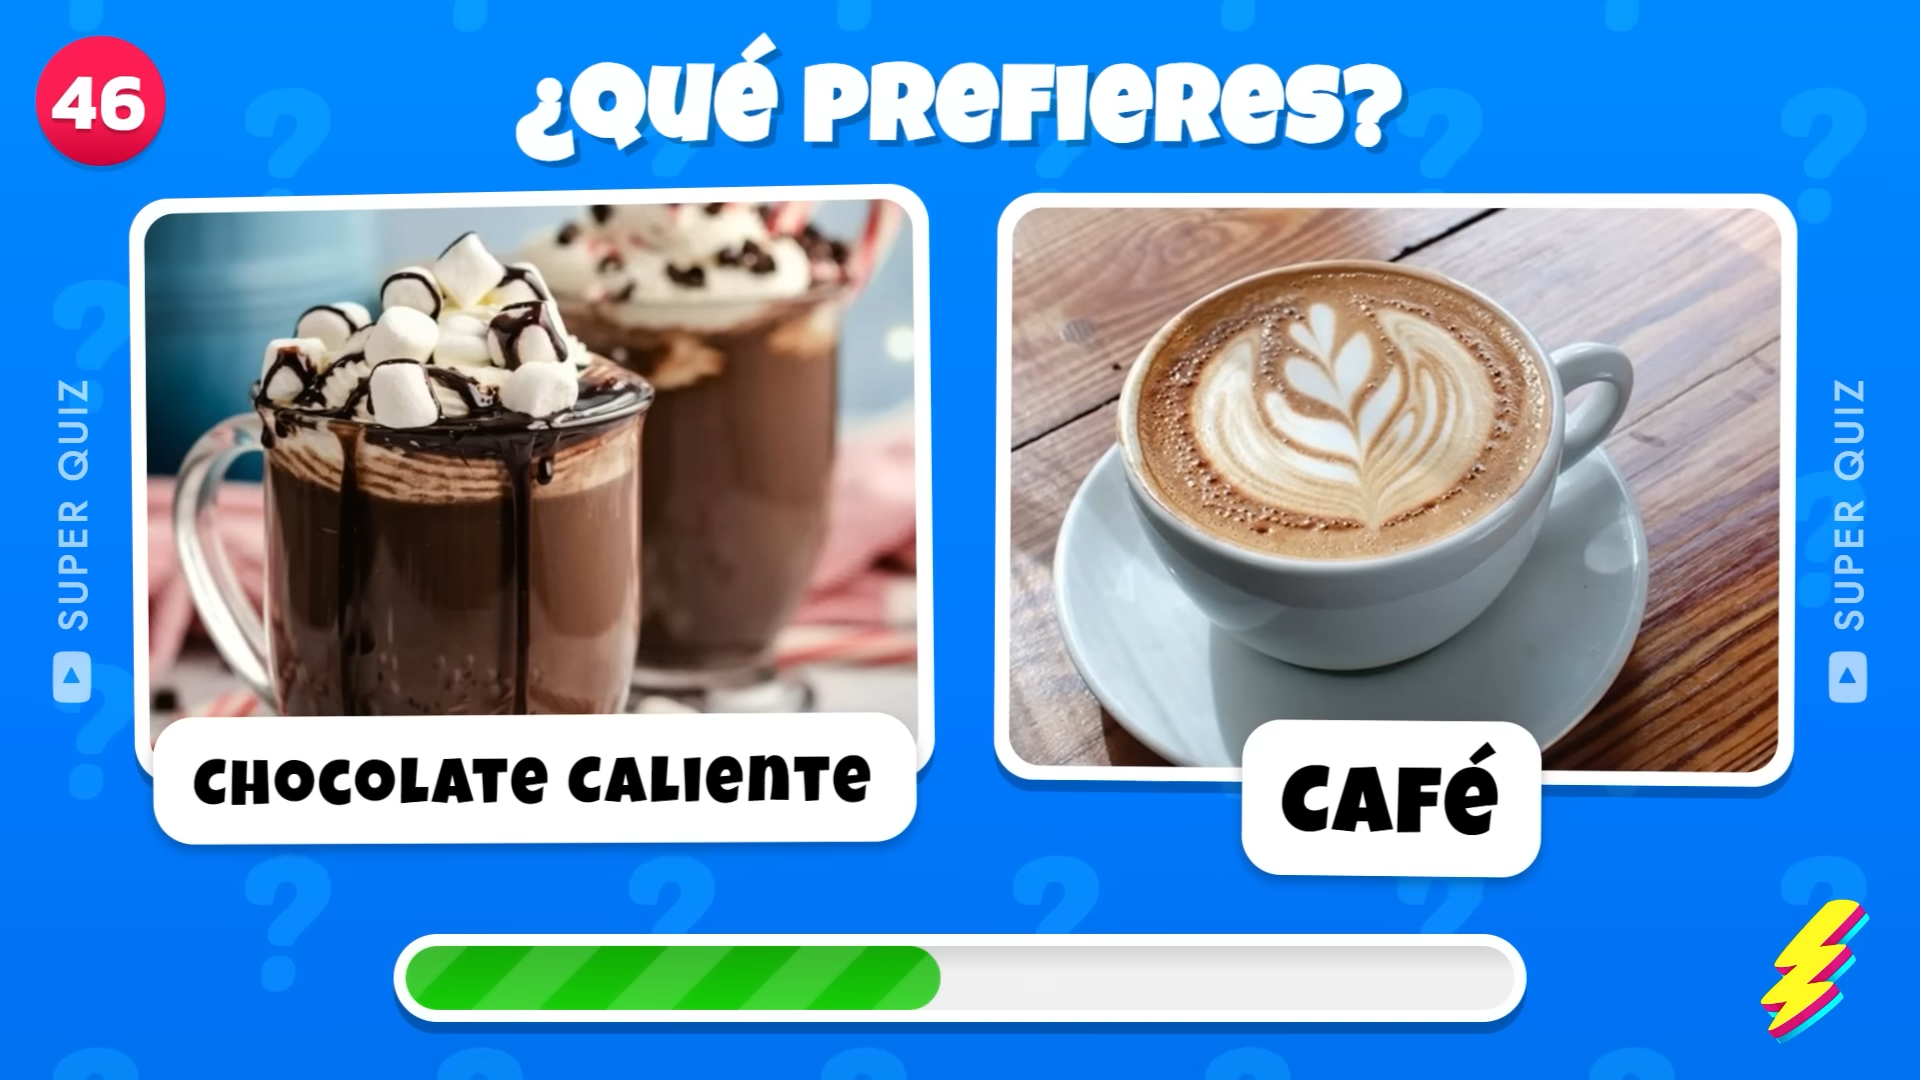 46
¿QUÉ PREFIERES?
SUPER QUIZ
CHOCOLATE CALIENTE
CAFÉ
SUPER QUIZ